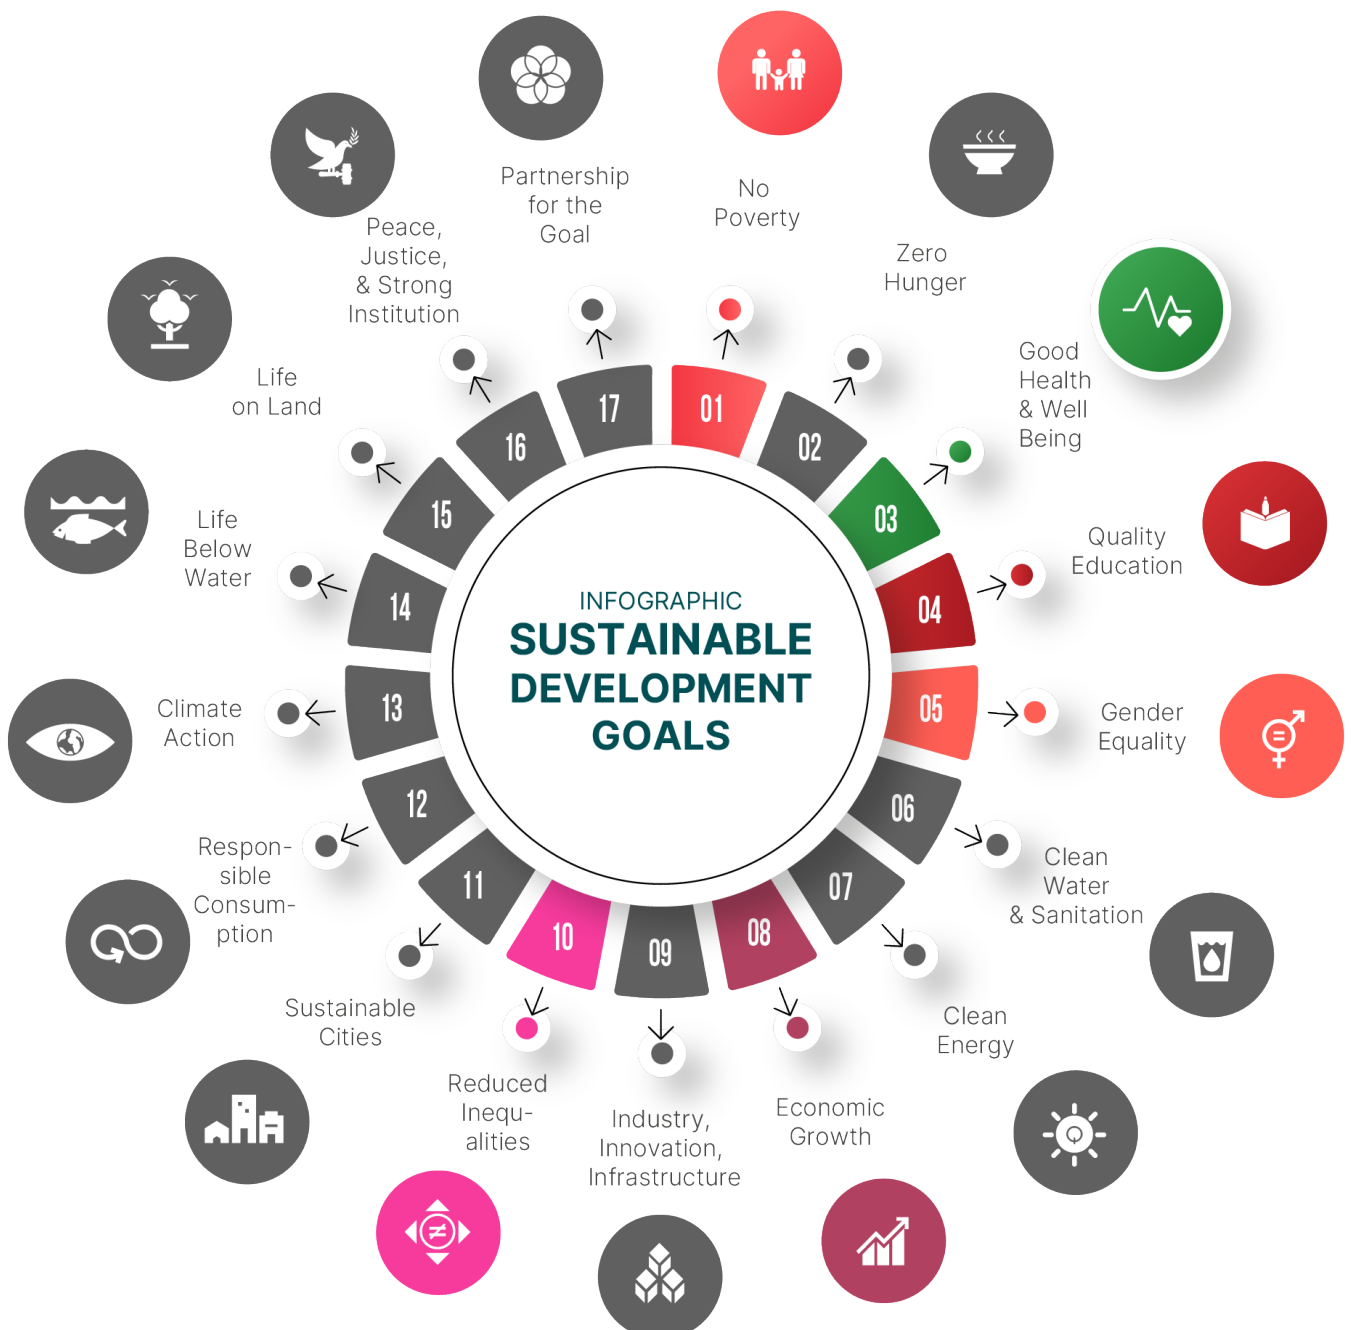 INFOGRAPHIC
SUSTAINABLE
DEVELOPMENT
GOALS
01
No
Poverty
02
Zero
Hunger
03
Good
Health
& Well
Being
04
Quality
Education
05
Gender
Equality
06
Clean
Water
& Sanitation
07
Clean
Energy
08
Economic
Growth
09
Industry,
Innovation,
Infrastructure
10
Reduced
Inequ-
alities
11
Sustainable
Cities
12
Respon-
sible
Consum-
ption
13
Climate
Action
14
Life
Below
Water
15
Life
on Land
16
Peace,
Justice,
& Strong
Institution
17
Partnership
for the
Goal